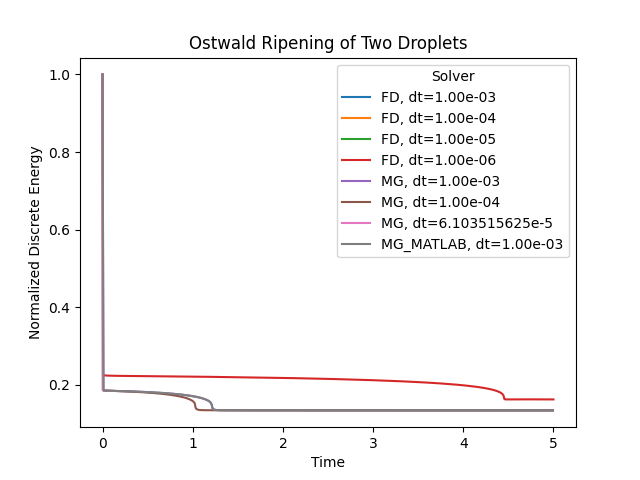 Ostwald Ripening of Two Droplets
Normalized Discrete Energy
1.0
0.8
0.6
0.4
0.2
Solver
FD, dt=1.00e-03
FD, dt=1.00e-04
FD, dt=1.00e-05
FD, dt=1.00e-06
MG, dt=1.00e-03
MG, dt=1.00e-04
MG, dt=6.103515625e-5
MG_MATLAB, dt=1.00e-03
0 1 2 3 4 5
Time